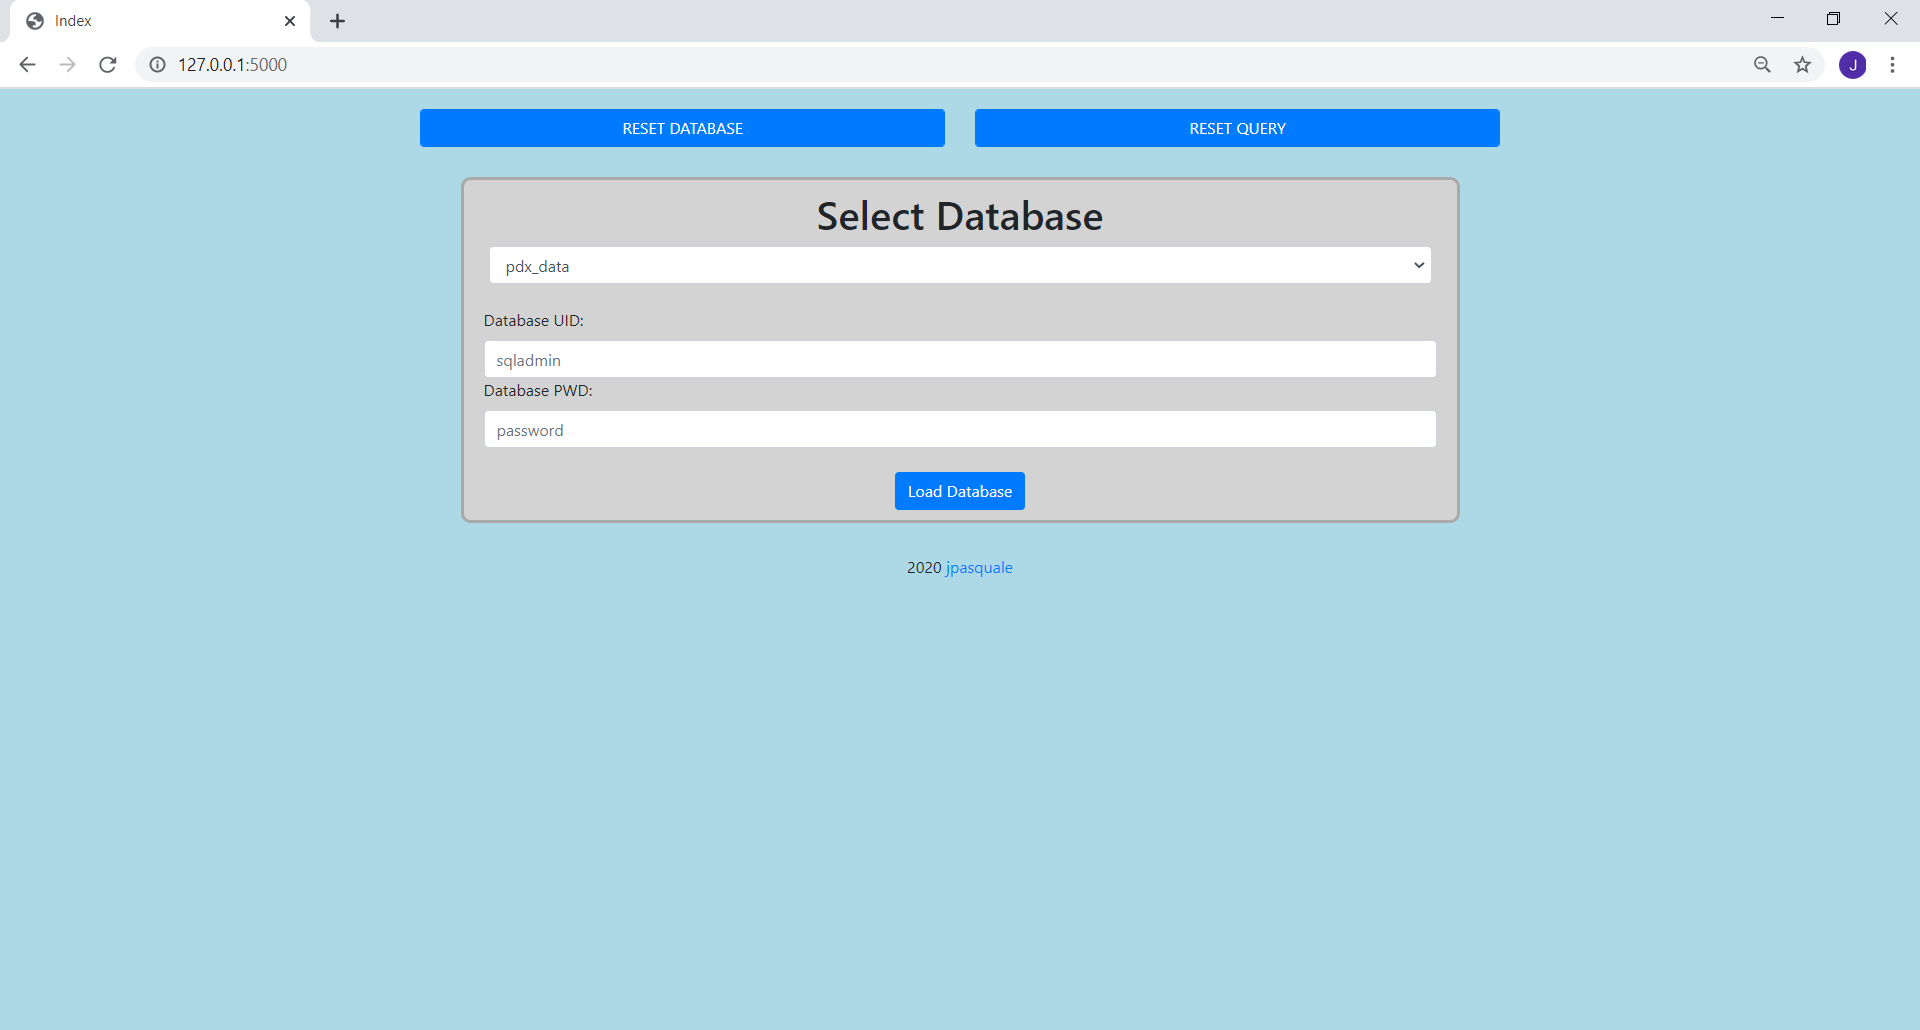 Index
127.0.0.1:5000
J
RESET DATABASE
RESET QUERY
Select Database
pdx_data
Database UID:
sqladmin
Database PWD:
password
Load Database
2020 jpasquale